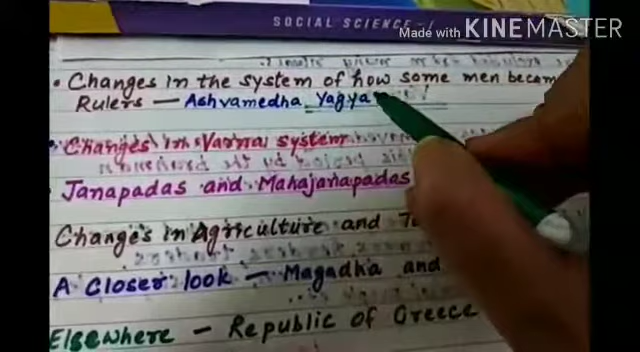 SOCIAL SCIENCE - I
Made with KINEMASTER
• Changes in the system of how some men becam
Rulers — Ashvamedha Yagya
• Changes in Varna system
• Janapadas and Mahajanapadas
Changes in Agriculture and
A Closer look — Magadha and
Elsewhere — Republic of Greece